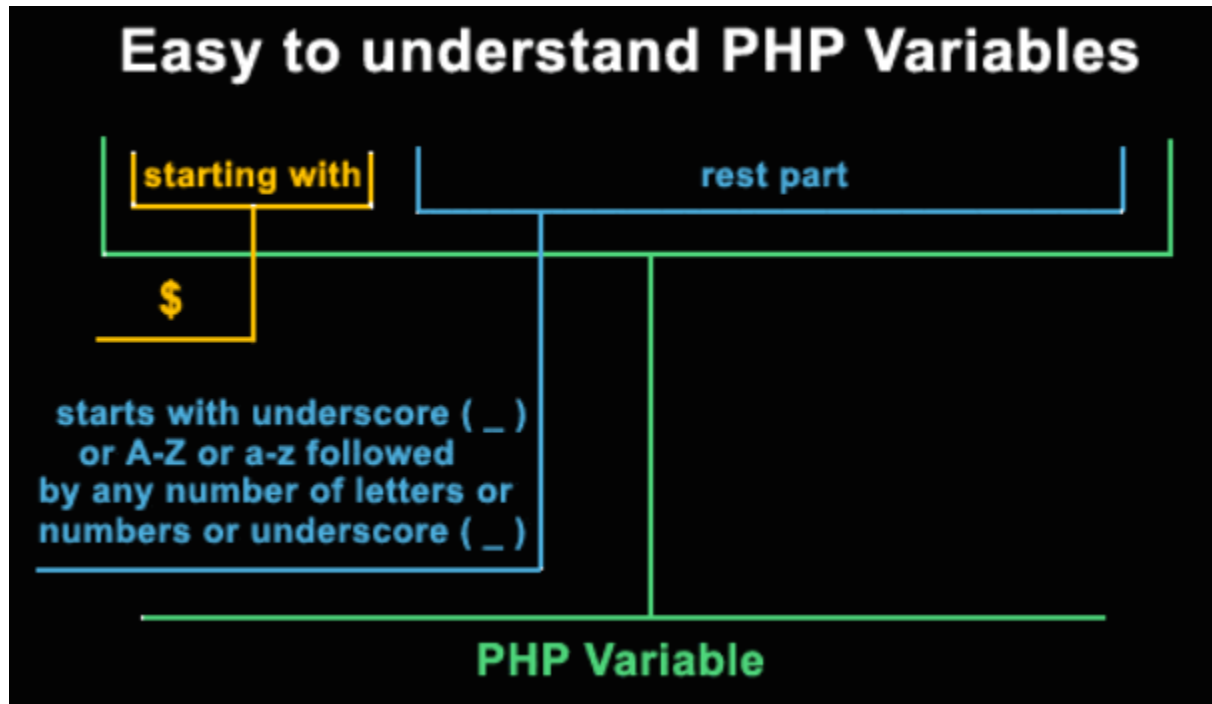 Easy to understand PHP Variables
starting with
rest part
$
starts with underscore ( _ )
or A-Z or a-z followed
by any number of letters or
numbers or underscore ( _ )
PHP Variable